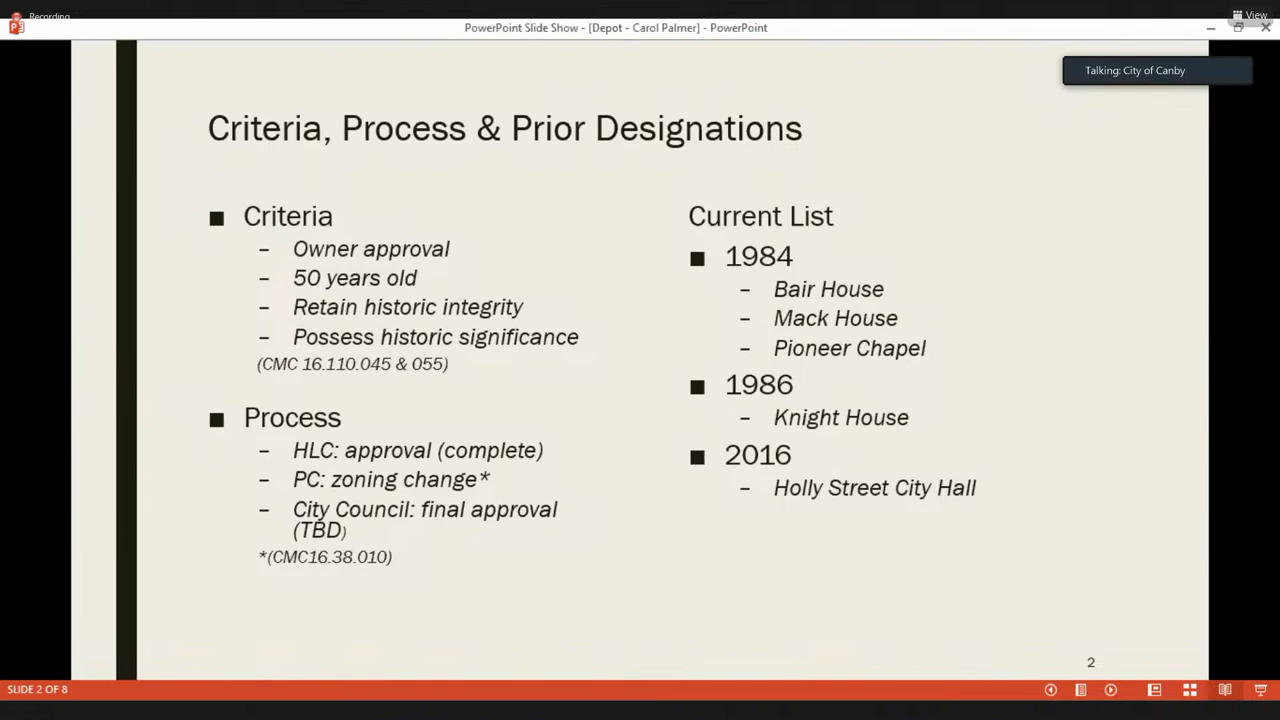 Recording
PowerPoint Slide Show - [Depot - Carol Palmer] - PowerPoint
View
Talking: City of Canby
Criteria, Process & Prior Designations
■ Criteria
– Owner approval
– 50 years old
– Retain historic integrity
– Possess historic significance
(CMC 16.110.045 & 055)
■ Process
– HLC: approval (complete)
– PC: zoning change*
– City Council: final approval
(TBD)
*(CMC16.38.010)
Current List
■ 1984
– Bair House
– Mack House
– Pioneer Chapel
■ 1986
– Knight House
■ 2016
– Holly Street City Hall
2
SLIDE 2 OF 8